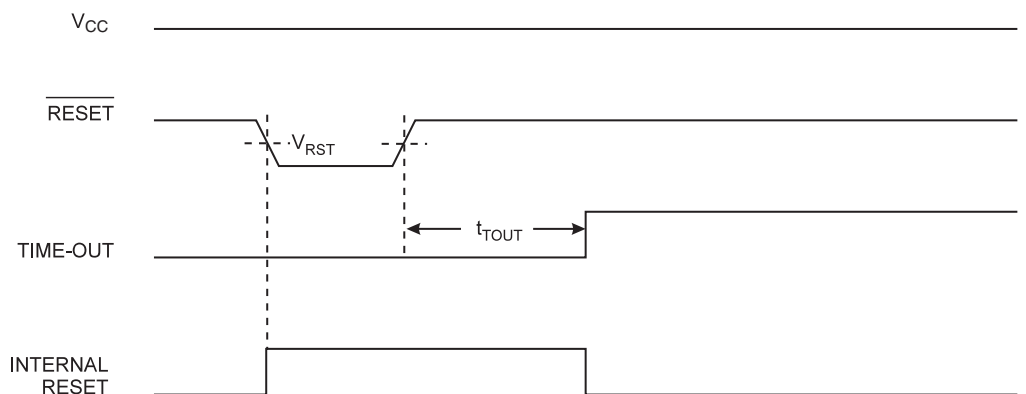 VCC
RESET
VRST
tTOUT
TIME-OUT
INTERNAL
RESET